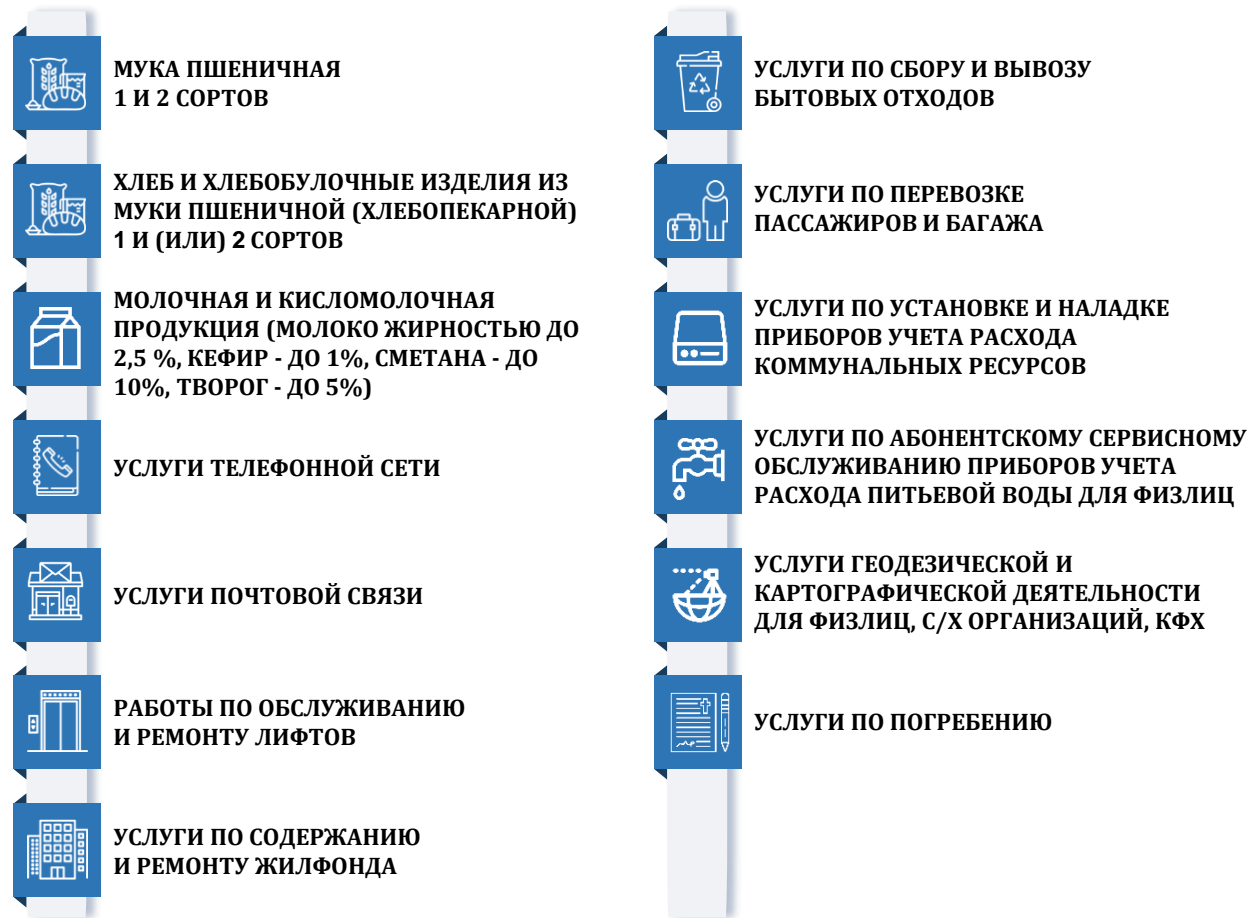 МУКА ПШЕНИЧНАЯ
1 И 2 СОРТОВ
ХЛЕБ И ХЛЕБОБУЛОЧНЫЕ ИЗДЕЛИЯ ИЗ
МУКИ ПШЕНИЧНОЙ (ХЛЕБОПЕКАРНОЙ)
1 И (ИЛИ) 2 СОРТОВ
МОЛОЧНАЯ И КИСЛОМОЛОЧНАЯ
ПРОДУКЦИЯ (МОЛОКО ЖИРНОСТЬЮ ДО
2,5 %, КЕФИР - ДО 1%, СМЕТАНА - ДО
10%, ТВОРОГ - ДО 5%)
УСЛУГИ ТЕЛЕФОННОЙ СЕТИ
УСЛУГИ ПОЧТОВОЙ СВЯЗИ
РАБОТЫ ПО ОБСЛУЖИВАНИЮ
И РЕМОНТУ ЛИФТОВ
УСЛУГИ ПО СОДЕРЖАНИЮ
И РЕМОНТУ ЖИЛФОНДА
УСЛУГИ ПО СБОРУ И ВЫВОЗУ
БЫТОВЫХ ОТХОДОВ
УСЛУГИ ПО ПЕРЕВОЗКЕ
ПАССАЖИРОВ И БАГАЖА
УСЛУГИ ПО УСТАНОВКЕ И НАЛАДКЕ
ПРИБОРОВ УЧЕТА РАСХОДА
КОММУНАЛЬНЫХ РЕСУРСОВ
УСЛУГИ ПО АБОНЕНТСКОМУ СЕРВИСНОМУ
ОБСЛУЖИВАНИЮ ПРИБОРОВ УЧЕТА
РАСХОДА ПИТЬЕВОЙ ВОДЫ ДЛЯ ФИЗЛИЦ
УСЛУГИ ГЕОДЕЗИЧЕСКОЙ И
КАРТОГРАФИЧЕСКОЙ ДЕЯТЕЛЬНОСТИ
ДЛЯ ФИЗЛИЦ, С/Х ОРГАНИЗАЦИЙ, КФХ
УСЛУГИ ПО ПОГРЕБЕНИЮ